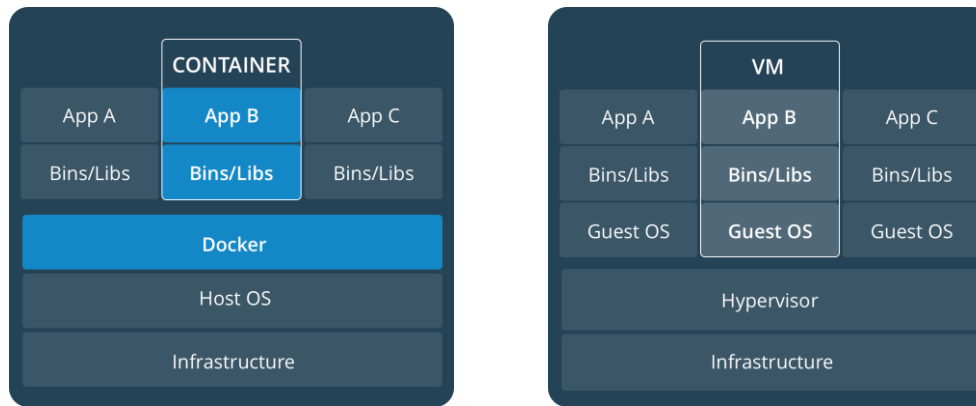 CONTAINER
App A App B App C
Bins/Libs Bins/Libs Bins/Libs
Docker
Host OS
Infrastructure
VM
App A App B App C
Bins/Libs Bins/Libs Bins/Libs
Guest OS Guest OS Guest OS
Hypervisor
Infrastructure